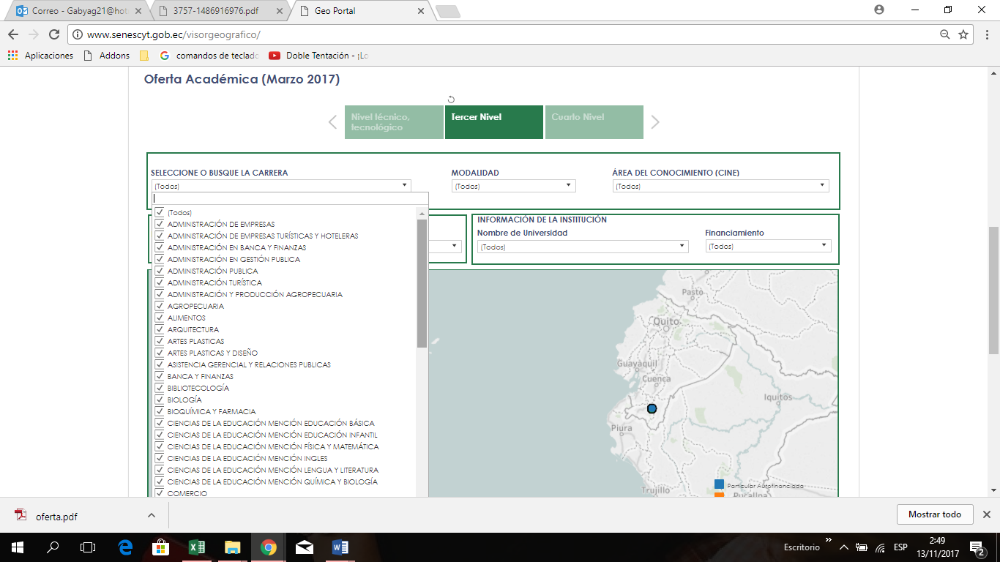 Correo - Gabyag21@hot
3757-1486916976.pdf
Geo Portal
www.senescyt.gob.ec/visorgeografico/
Aplicaciones
Addons
comandos de teclado
Doble Tentación - ¡Lo
Oferta Académica (Marzo 2017)
Nivel técnico,
tecnológico
Tercer Nivel
Cuarto Nivel
SELECCIONE O BUSQUE LA CARRERA
MODALIDAD
ÁREA DEL CONOCIMIENTO (CINE)
(Todos)
(Todos)
(Todos)
(Todos)
ADMINISTRACIÓN DE EMPRESAS
ADMINISTRACIÓN DE EMPRESAS TURÍSTICAS Y HOTELERAS
ADMINISTRACIÓN EN BANCA Y FINANZAS
ADMINISTRACIÓN EN GESTIÓN PUBLICA
ADMINISTRACIÓN PUBLICA
ADMINISTRACIÓN TURÍSTICA
ADMINISTRACIÓN Y PRODUCCIÓN AGROPECUARIA
AGROPECUARIA
ALIMENTOS
ARQUITECTURA
ARTES PLASTICAS
ARTES PLASTICAS Y DISEÑO
ASISTENCIA GERENCIAL Y RELACIONES PUBLICAS
BANCA Y FINANZAS
BIBLIOTECOLOGÍA
BIOLOGÍA
BIOQUÍMICA Y FARMACIA
CIENCIAS DE LA EDUCACIÓN MENCIÓN EDUCACIÓN BÁSICA
CIENCIAS DE LA EDUCACIÓN MENCIÓN EDUCACIÓN INFANTIL
CIENCIAS DE LA EDUCACIÓN MENCIÓN FÍSICA Y MATEMÁTICA
CIENCIAS DE LA EDUCACIÓN MENCIÓN INGLES
CIENCIAS DE LA EDUCACIÓN MENCIÓN LENGUA Y LITERATURA
CIENCIAS DE LA EDUCACIÓN MENCIÓN QUÍMICA Y BIOLOGÍA
COMERCIO
INFORMACIÓN DE LA INSTITUCIÓN
Nombre de Universidad
Financiamiento
(Todos)
(Todos)
Pasto
Quito
Guayaquil
Cuenca
Iquitos
Piura
Trujillo
Particular Autofinanciada
Pucallpa
oferta.pdf
Mostrar todo
Escritorio
ESP
2:49
13/11/2017
2